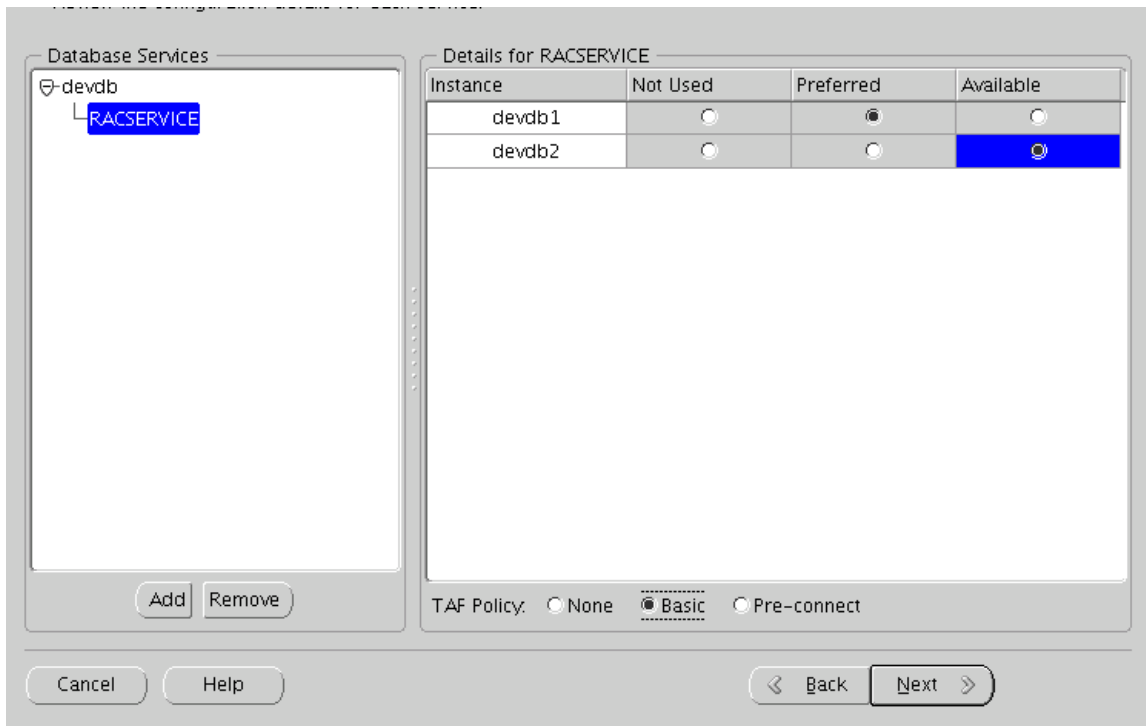 Database Services
devdb
RACSERVICE
Add Remove
Details for RACSERVICE
Instance Not Used Preferred Available
devdb1
devdb2
TAF Policy: None Basic Pre-connect
Cancel Help Back Next